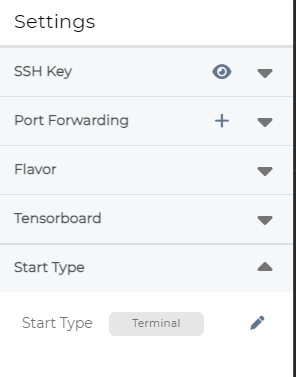 Settings
SSH Key
Port Forwarding
Flavor
Tensorboard
Start Type
Start Type Terminal